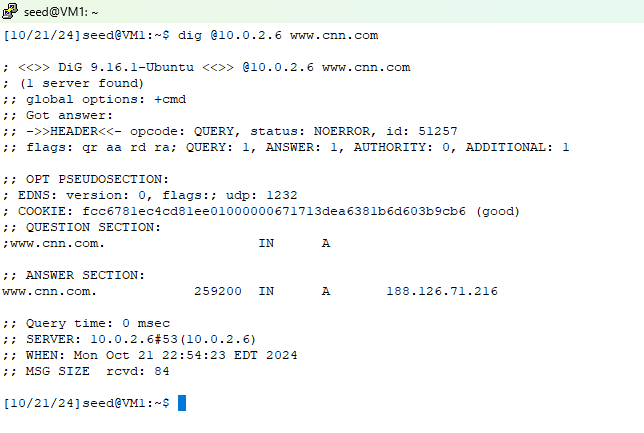 seed@VM1: ~
[10/21/24]seed@VM1:~$ dig @10.0.2.6 www.cnn.com
; <<>> DiG 9.16.1-Ubuntu <<>> @10.0.2.6 www.cnn.com
; (1 server found)
;; global options: +cmd
;; Got answer:
;; ->>HEADER<<- opcode: QUERY, status: NOERROR, id: 51257
;; flags: qr aa rd ra; QUERY: 1, ANSWER: 1, AUTHORITY: 0, ADDITIONAL: 1
;; OPT PSEUDOSECTION:
; EDNS: version: 0, flags:; udp: 1232
; COOKIE: fcc6781ec4cd81ee01000000671713dea6381b6d603b9cb6 (good)
;; QUESTION SECTION:
;www.cnn.com. IN A
;; ANSWER SECTION:
www.cnn.com. 259200 IN A 188.126.71.216
;; Query time: 0 msec
;; SERVER: 10.0.2.6#53(10.0.2.6)
;; WHEN: Mon Oct 21 22:54:23 EDT 2024
;; MSG SIZE rcvd: 84
[10/21/24]seed@VM1:~$